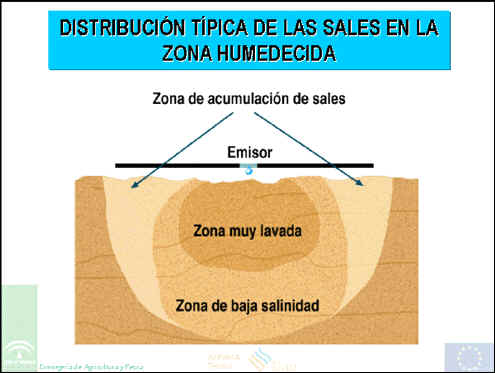 DISTRIBUCIÓN TÍPICA DE LAS SALES EN LA
ZONA HUMEDECIDA
Zona de acumulación de sales
Emisor
Zona muy lavada
Zona de baja salinidad
Consejería de Agricultura y Pesca